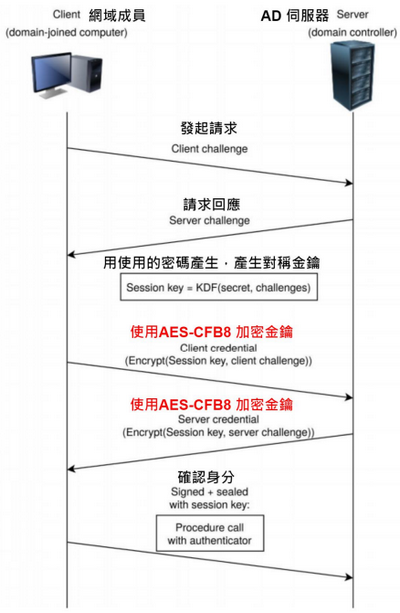 Client 網域成員
(domain-joined computer)
AD 伺服器 Server
(domain controller)
發起請求
Client challenge
請求回應
Server challenge
用使用的密碼產生，產生對稱金鑰
Session key = KDF(secret, challenges)
使用AES-CFB8 加密金鑰
Client credential
(Encrypt(Session key, client challenge))
使用AES-CFB8 加密金鑰
Server credential
(Encrypt(Session key, server challenge))
確認身分
Signed + sealed
with session key:
Procedure call
with authenticator